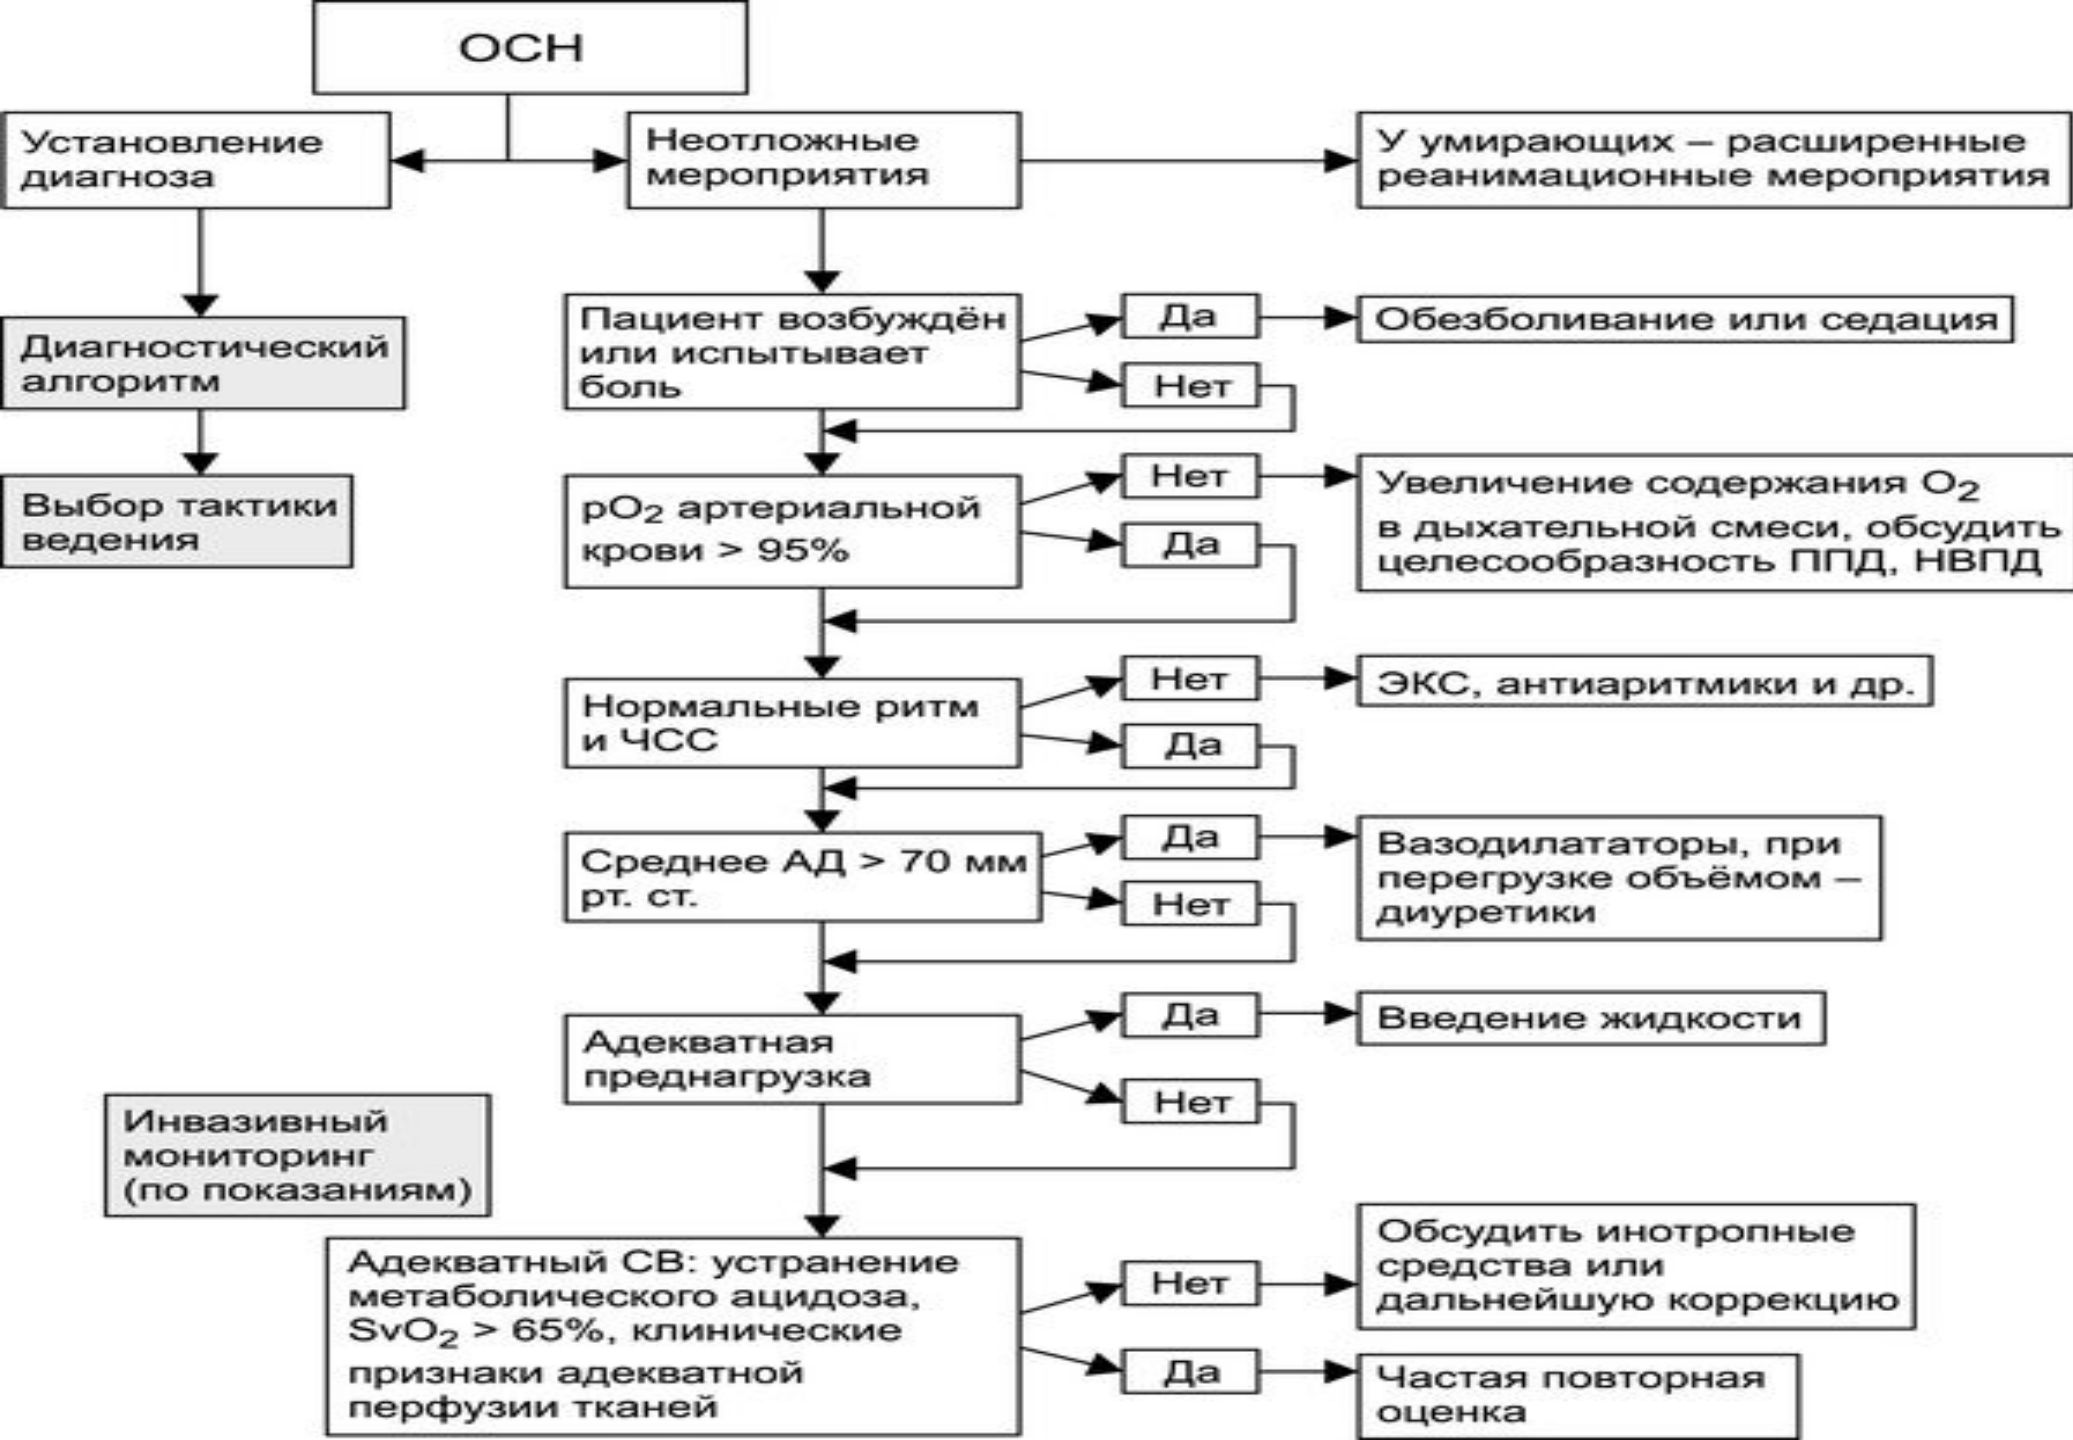 ОСН
Установление
диагноза
Неотложные
мероприятия
У умирающих – расширенные
реанимационные мероприятия
Диагностический
алгоритм
Выбор тактики
ведения
Пациент возбуждён
или испытывает
боль
Да
Обезболивание или седация
Нет
pO₂ артериальной
крови > 95%
Нет
Увеличение содержания O₂
в дыхательной смеси, обсудить
целесообразность ППД, НВПД
Да
Нормальные ритм
и ЧСС
Нет
ЭКС, антиаритмики и др.
Да
Среднее АД > 70 мм
рт. ст.
Да
Вазодилататоры, при
перегрузке объёмом –
диуретики
Нет
Адекватная
преднагрузка
Да
Введение жидкости
Нет
Инвазивный
мониторинг
(по показаниям)
Адекватный СВ: устранение
метаболического ацидоза,
SvO₂ > 65%, клинические
признаки адекватной
перфузии тканей
Нет
Обсудить инотропные
средства или
дальнейшую коррекцию
Да
Частая повторная
оценка